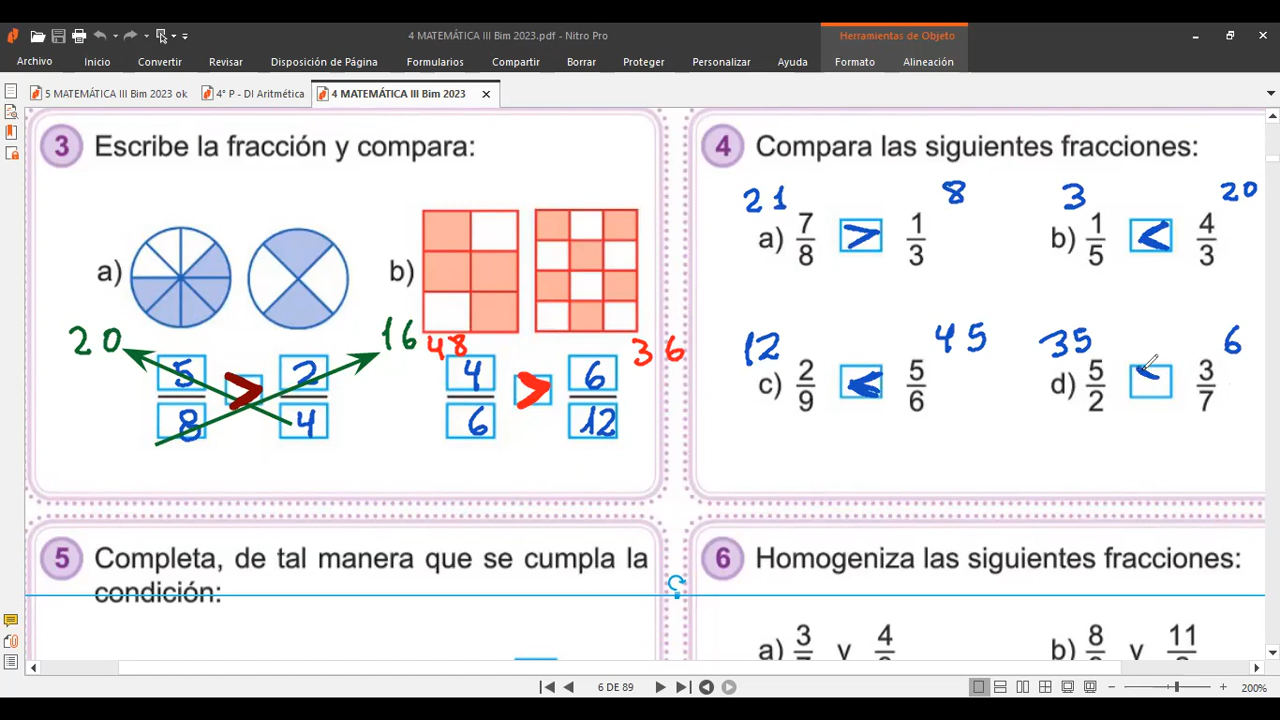 4 MATEMÁTICA III Bim 2023.pdf - Nitro Pro
Herramientas de Objeto
Archivo Inicio Convertir Revisar Disposición de Página Formularios Compartir Borrar Proteger Personalizar Ayuda Formato Alineación
5 MATEMÁTICA III Bim 2023 ok
4° P - DI Aritmética
4 MATEMÁTICA III Bim 2023
3 Escribe la fracción y compara:
a)
b)
20 16
5/8 > 2/4
48 36
4/6 > 6/12
4 Compara las siguientes fracciones:
21 8
a) 7/8 > 1/3
3 20
b) 1/5 < 4/3
12 45
c) 2/9 < 5/6
35 6
d) 5/2 3/7
5 Completa, de tal manera que se cumpla la
condición:
6 Homogeniza las siguientes fracciones:
a) 3 y 4
b) 8 y 11
6 DE 89
200%